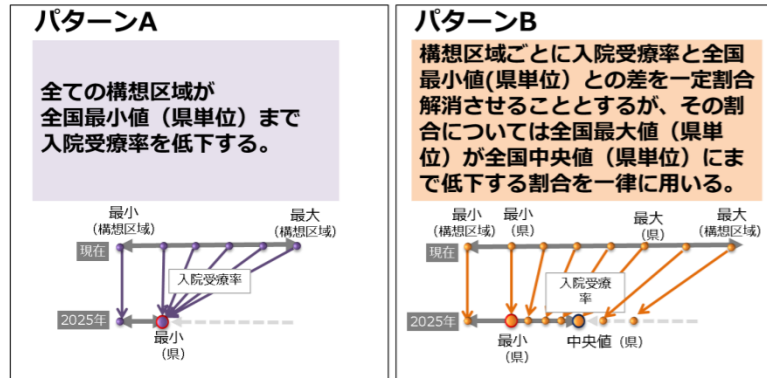 パターンA
全ての構想区域が
全国最小値（県単位）まで
入院受療率を低下する。
最小
（構想区域）
最大
（構想区域）
現在
入院受療率
2025年
最小
（県）
パターンB
構想区域ごとに入院受療率と全国
最小値(県単位）との差を一定割合
解消させることとするが、その割
合については全国最大値（県単
位）が全国中央値（県単位）にま
で低下する割合を一律に用いる。
最小
（構想区域）
最小
（県）
最大
（県）
最大
（構想区域）
現在
入院受療
率
2025年
最小
（県）
中央値（県）